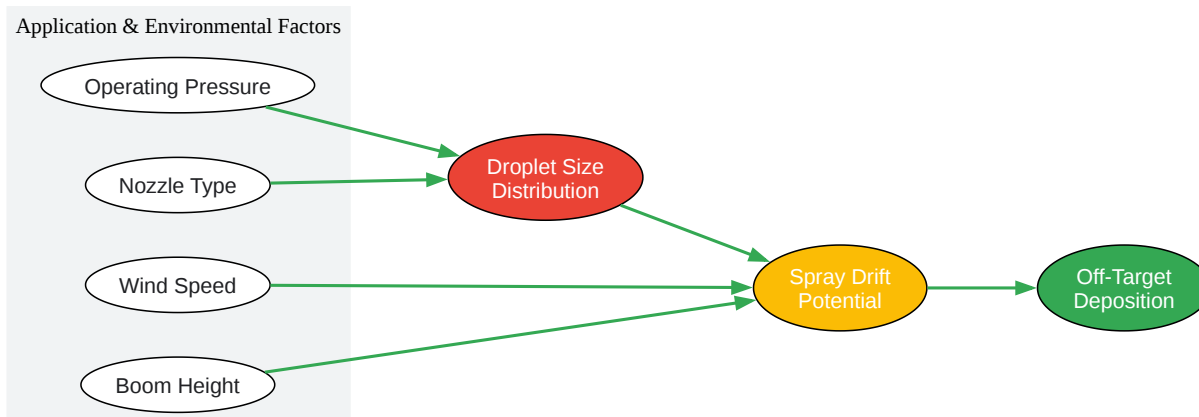 Application & Environmental Factors
Operating Pressure
Nozzle Type
Wind Speed
Boom Height
Droplet Size
Distribution
Spray Drift
Potential
Off-Target
Deposition